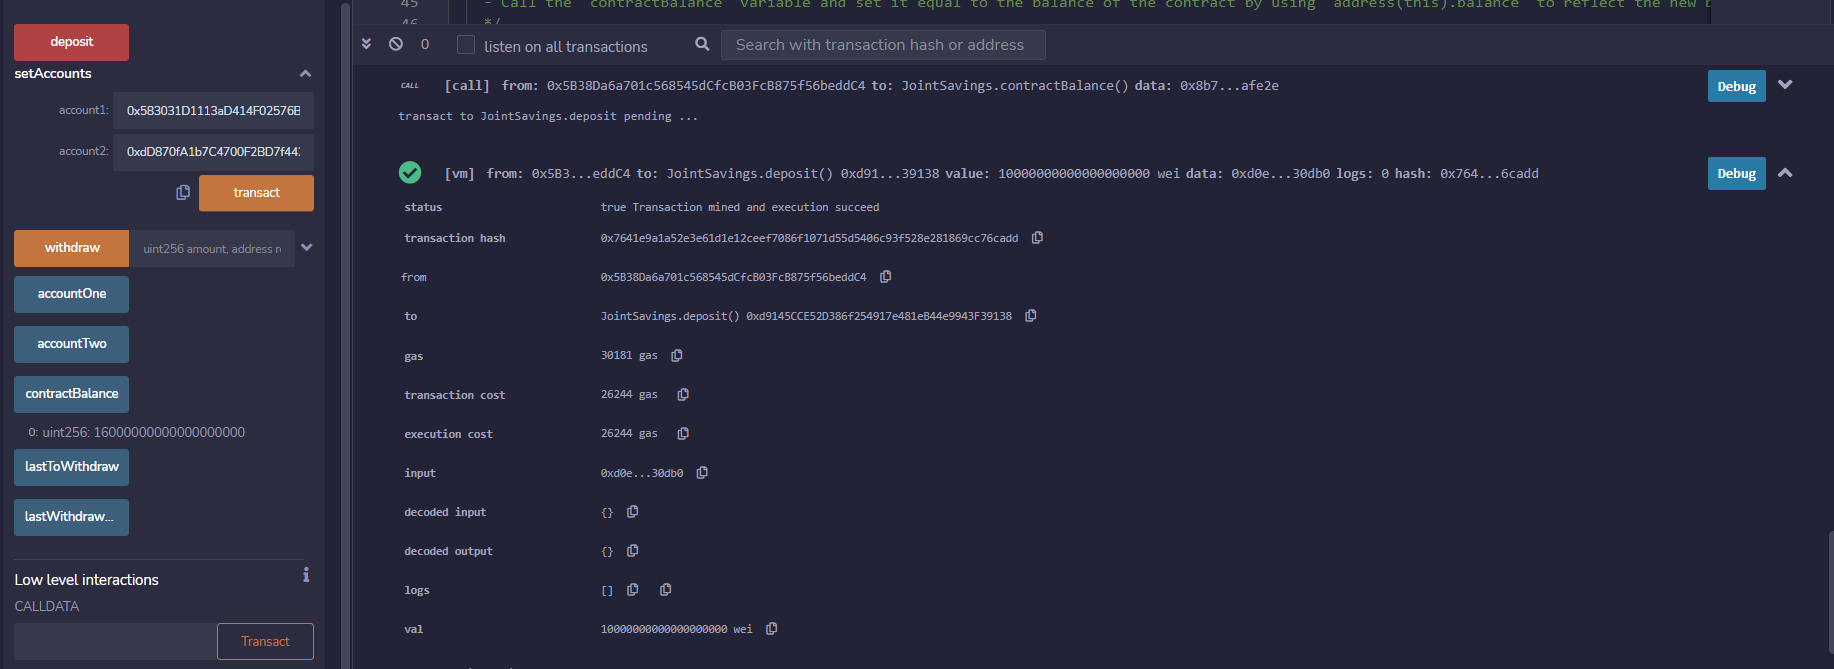 deposit
setAccounts
account1: 0x583031D1113aD414F02576B
account2: 0xdD870fA1b7C4700F2BD7f44
transact
withdraw uint256 amount, address r
accountOne
accountTwo
contractBalance
0: uint256: 16000000000000000000
lastToWithdraw
lastWithdraw...
Low level interactions
CALLDATA
Transact
45 - Call the `contractBalance` variable and set it equal to the balance of the contract by using `address(this).balance` to reflect the new
46 */
0 listen on all transactions Search with transaction hash or address
CALL [call] from: 0x5B38Da6a701c568545dCfcB03FcB875f56beddC4 to: JointSavings.contractBalance() data: 0x8b7...afe2e Debug
transact to JointSavings.deposit pending ...
[vm] from: 0x5B3...eddC4 to: JointSavings.deposit() 0xd91...39138 value: 10000000000000000000 wei data: 0xd0e...30db0 logs: 0 hash: 0x764...6cadd Debug
status true Transaction mined and execution succeed
transaction hash 0x7641e9a1a52e3e61d1e12ceef7086f1071d55d5406c93f528e281869cc76cadd
from 0x5B38Da6a701c568545dCfcB03FcB875f56beddC4
to JointSavings.deposit() 0xd9145CCE52D386f254917e481eB44e9943F39138
gas 30181 gas
transaction cost 26244 gas
execution cost 26244 gas
input 0xd0e...30db0
decoded input {}
decoded output {}
logs []
val 10000000000000000000 wei